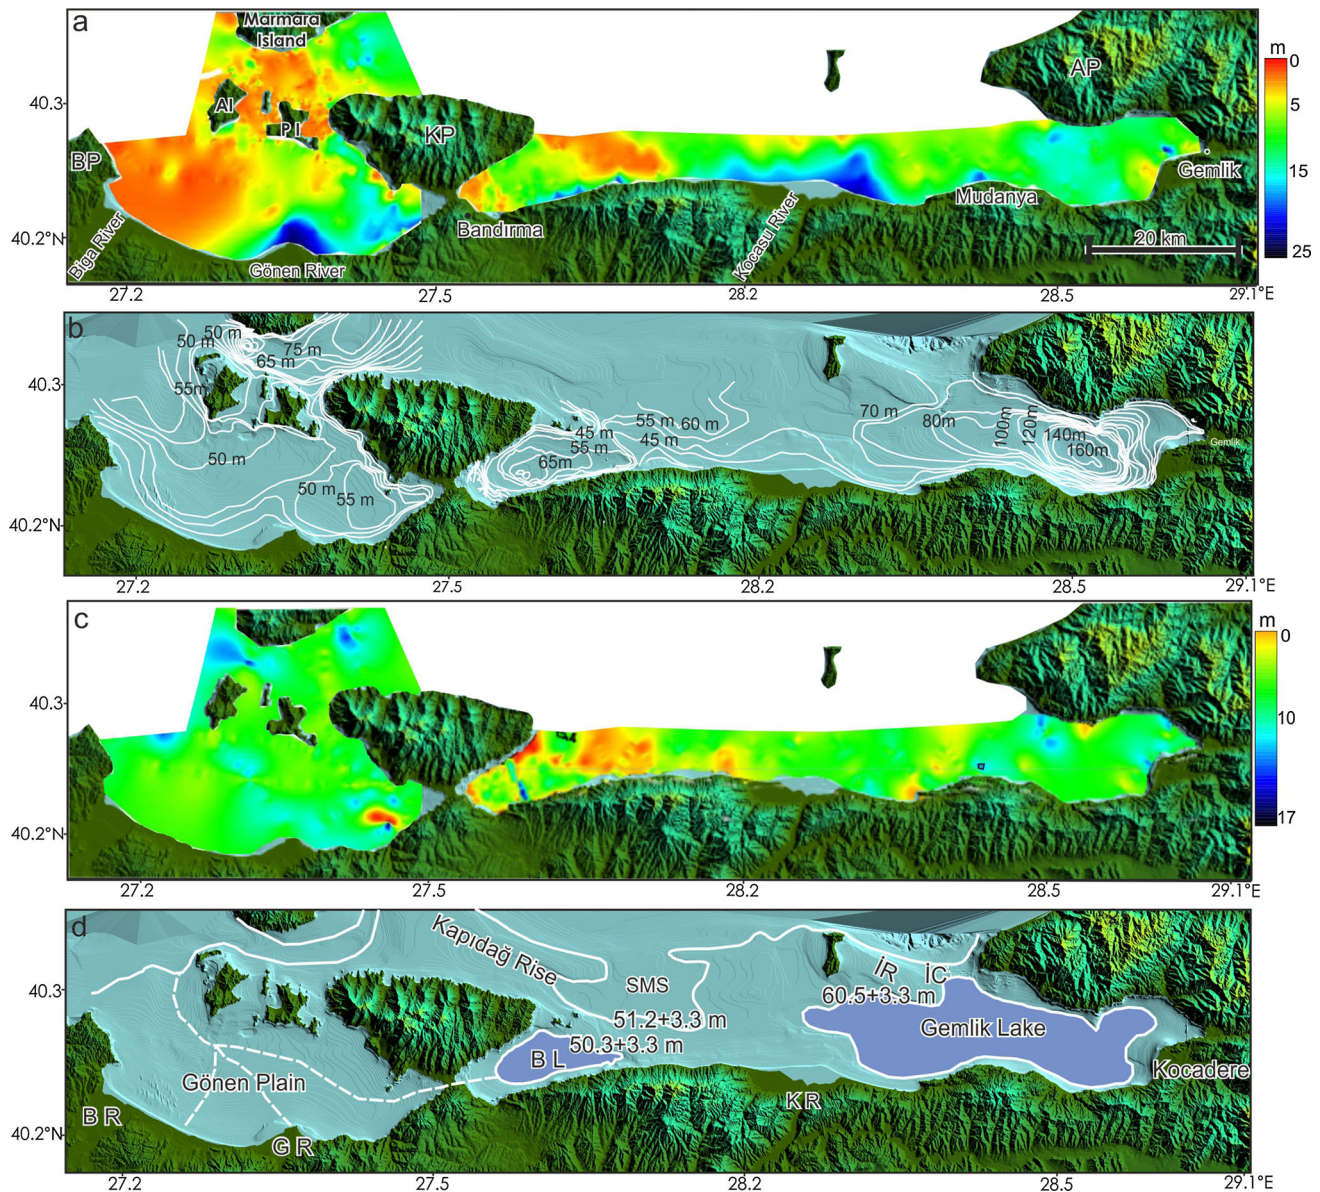 a
Marmara
Island
m
0
AP
40.3
AI
P I
5
KP
BP
15
Gemlik
Mudanya
Bandırma
Biga River
Kocasu River
40.2°
20 km
25
Gönen River
27.2
27.5
28.2
28.5
29.1°E
b
50 m
50 m
75 m
65 m
40.3
55m
70 m
55 m
60 m
80m
100m
120m
45 m
45 m
140m
Gemlik
55 m
160m
50 m
65m
50 m
55 m
40.2°N
27.2
27.5
28.2
28.5
29.1°E
c
m
0
40.3
10
17
40.2°N
27.2
27.5
28.2
28.5
29.1°E
d
Kapıdağ Rise
İR
İC
SMS
40.3
60.5+3.3 m
51.2+3.3 m
Gemlik Lake
50.3+3.3 m
B L
Kocadere
Gönen Plain
K R
B R
40.2°N
G R
27.2
27.5
28.2
28.5
29.1°E